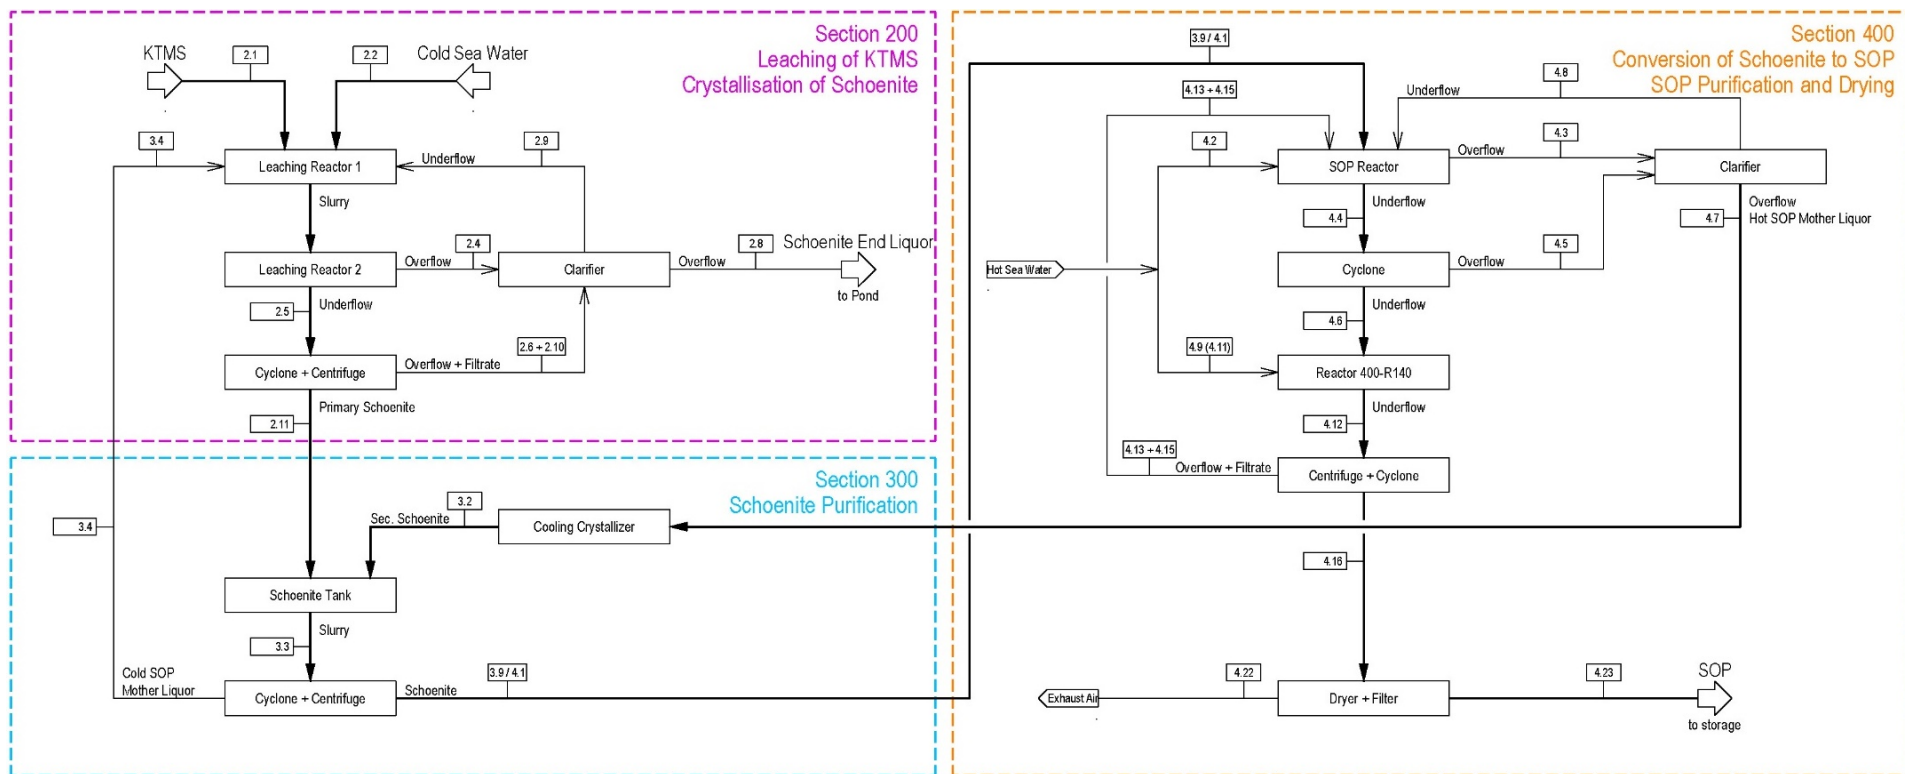 Section 200
Leaching of KTMS
Crystallisation of Schoenite
KTMS
2.1
2.2
Cold Sea Water
3.4
Leaching Reactor 1
Underflow
2.9
Slurry
Leaching Reactor 2
Overflow
2.4
Clarifier
Overflow
2.8
Schoenite End Liquor
to Pond
2.5
Underflow
Cyclone + Centrifuge
Overflow + Filtrate
2.6 + 2.10
Primary Schoenite
2.11
Section 300
Schoenite Purification
3.4
Sec. Schoenite
3.2
Cooling Crystallizer
Schoenite Tank
Slurry
3.3
Cold SOP
Mother Liquor
Cyclone + Centrifuge
Schoenite
3.9 / 4.1
Section 400
Conversion of Schoenite to SOP
SOP Purification and Drying
3.9 / 4.1
4.13 + 4.15
Underflow
4.8
4.2
SOP Reactor
Overflow
4.3
Clarifier
Underflow
4.4
Overflow
Hot SOP Mother Liquor
4.7
Hot Sea Water
Cyclone
Overflow
4.5
Underflow
4.6
4.9 (4.11)
Reactor 400-R140
Underflow
4.12
4.13 + 4.15
Overflow + Filtrate
Centrifuge + Cyclone
4.16
Exhaust Air
4.22
Dryer + Filter
4.23
SOP
to storage